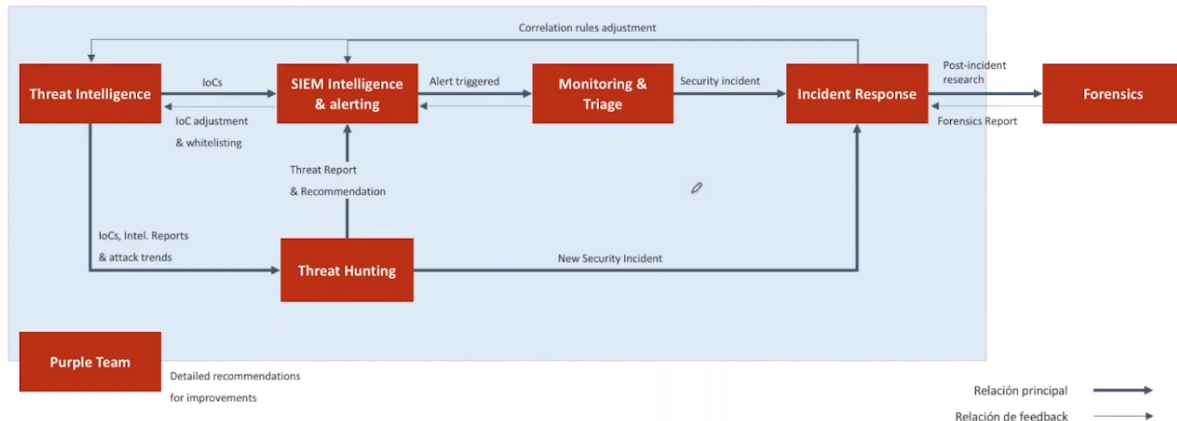 Correlation rules adjustment
Threat Intelligence
IoCs
IoC adjustment
& whitelisting
SIEM Intelligence
& alerting
Alert triggered
Monitoring &
Triage
Security incident
Incident Response
Post-incident
research
Forensics Report
Forensics
Threat Report
& Recommendation
IoCs, Intel. Reports
& attack trends
Threat Hunting
New Security Incident
Purple Team
Detailed recommendations
for improvements
Relación principal
Relación de feedback